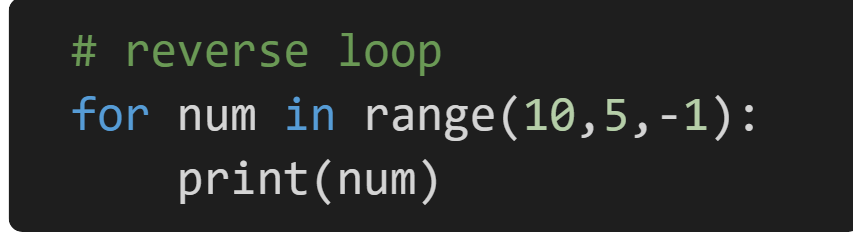 # reverse loop
for num in range(10,5,-1):
    print(num)